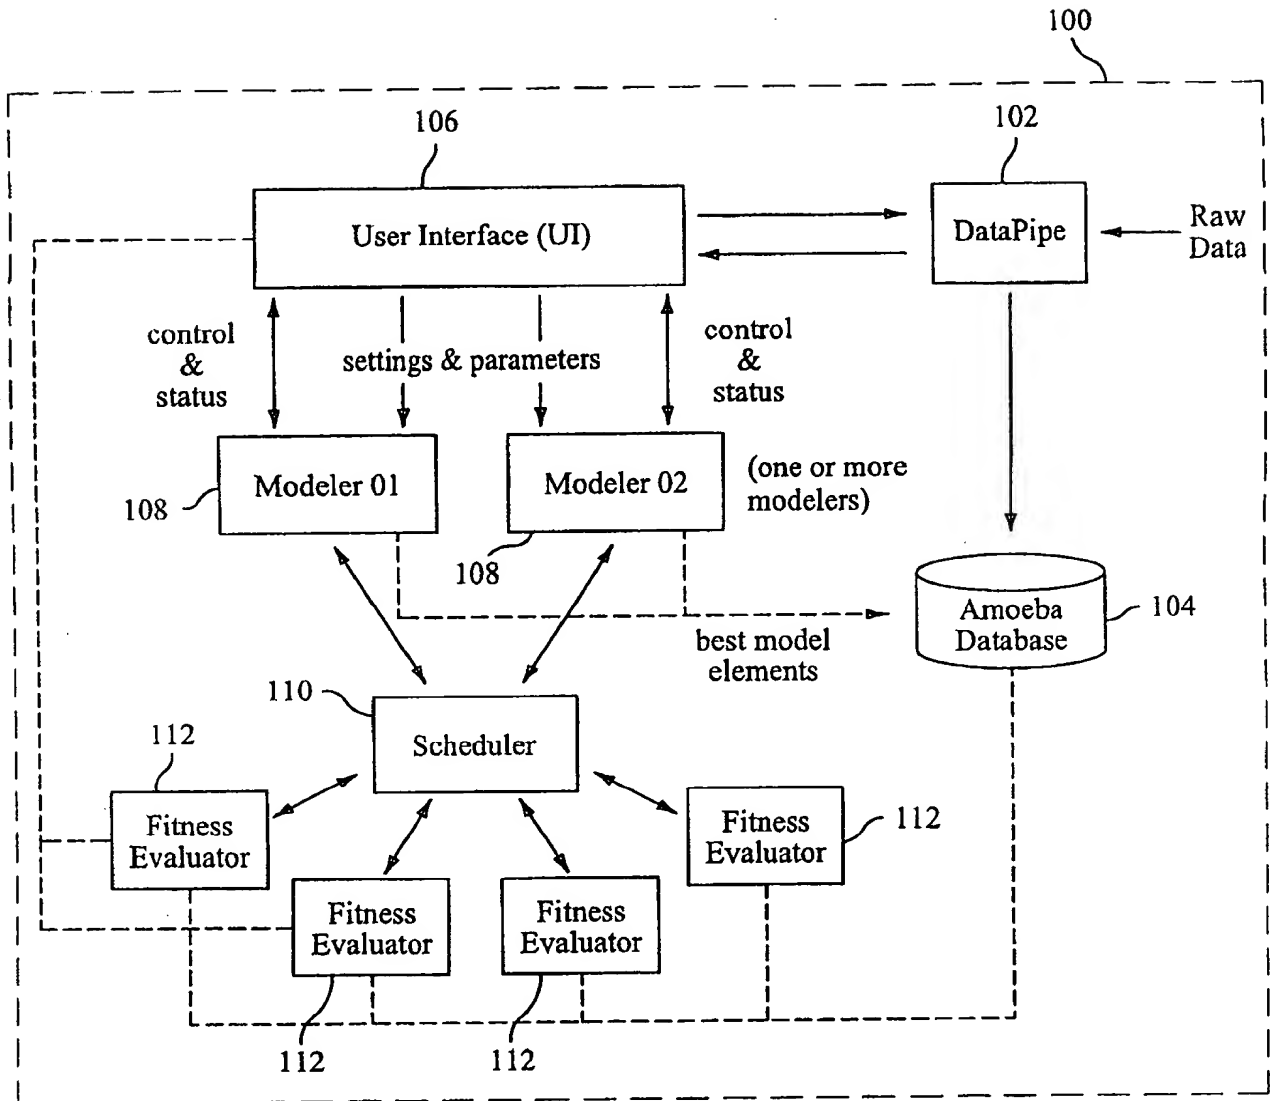 100
106
102
User Interface (UI)
DataPipe
Raw
Data
control
&
status
settings & parameters
control
&
status
Modeler 01
Modeler 02
(one or more
modelers)
108
108
Amoeba
Database
104
best model
elements
110
Scheduler
112
Fitness
Evaluator
Fitness
Evaluator
112
Fitness
Evaluator
Fitness
Evaluator
112
112